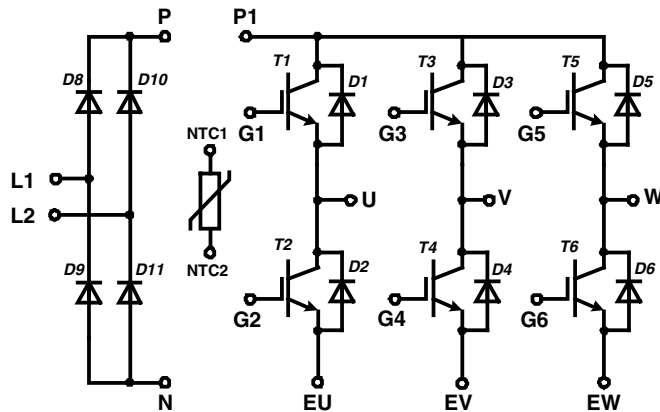 P P1
D8 D10 T1 D1 T3 D3 T5 D5
G1 G3 G5
NTC1
L1
L2
U V W
NTC2
D9 D11 T2 D2 T4 D4 T6 D6
G2 G4 G6
N EU EV EW